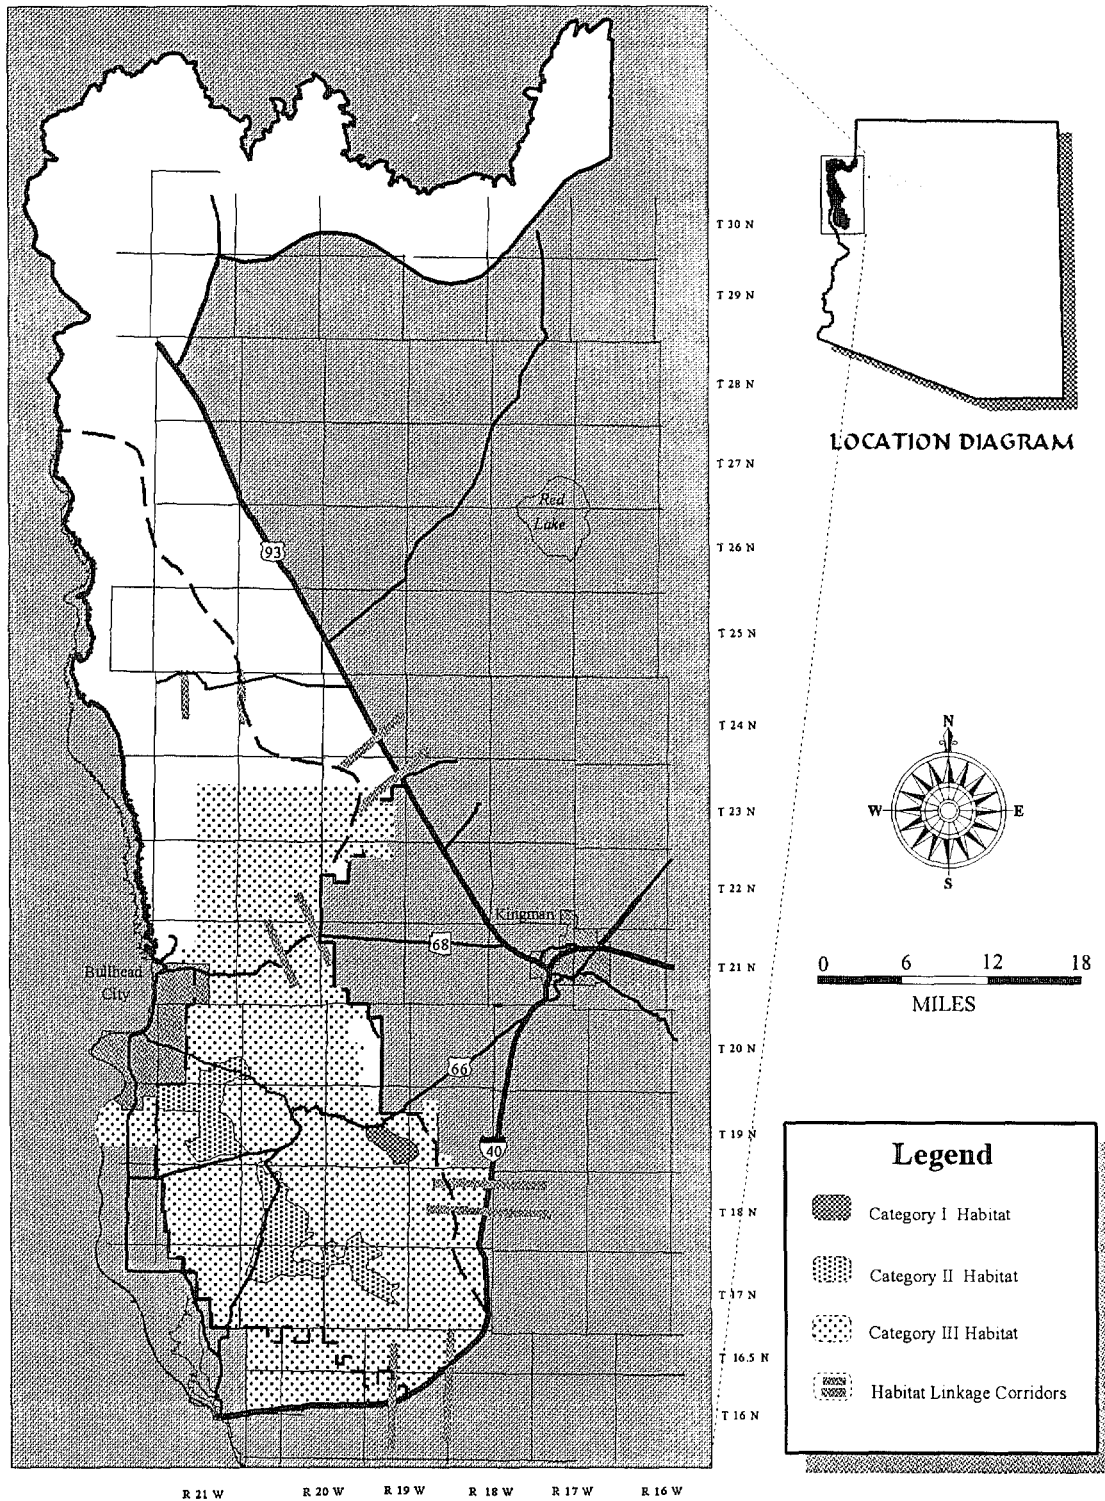 T 30 N
T 29 N
T 28 N
LOCATION DIAGRAM
T 27 N
Red
Lake
93
T 26 N
T 25 N
T 24 N
N
W
E
S
T 23 N
T 22 N
Kingman
68
Bullhead
City
T 21 N
0 6 12 18
MILES
T 20 N
66
T 19 N
40
Legend
Category I Habitat
T 18 N
Category II Habitat
T 17 N
Category III Habitat
T 16.5 N
Habitat Linkage Corridors
T 16 N
R 21 W R 20 W R 19 W R 18 W R 17 W R 16 W